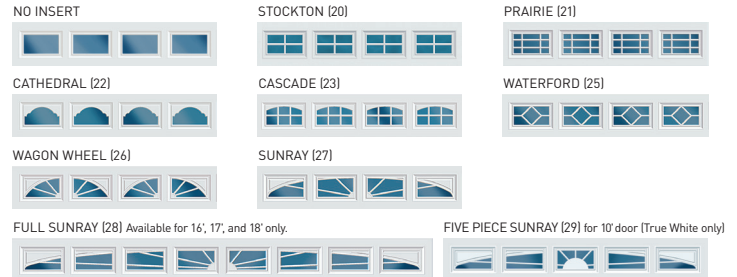 NO INSERT
STOCKTON (20)
PRAIRIE (21)
CATHEDRAL (22)
CASCADE (23)
WATERFORD (25)
WAGON WHEEL (26)
SUNRAY (27)
FULL SUNRAY (28) Available for 16', 17', and 18' only.
FIVE PIECE SUNRAY (29) for 10' door (True White only)